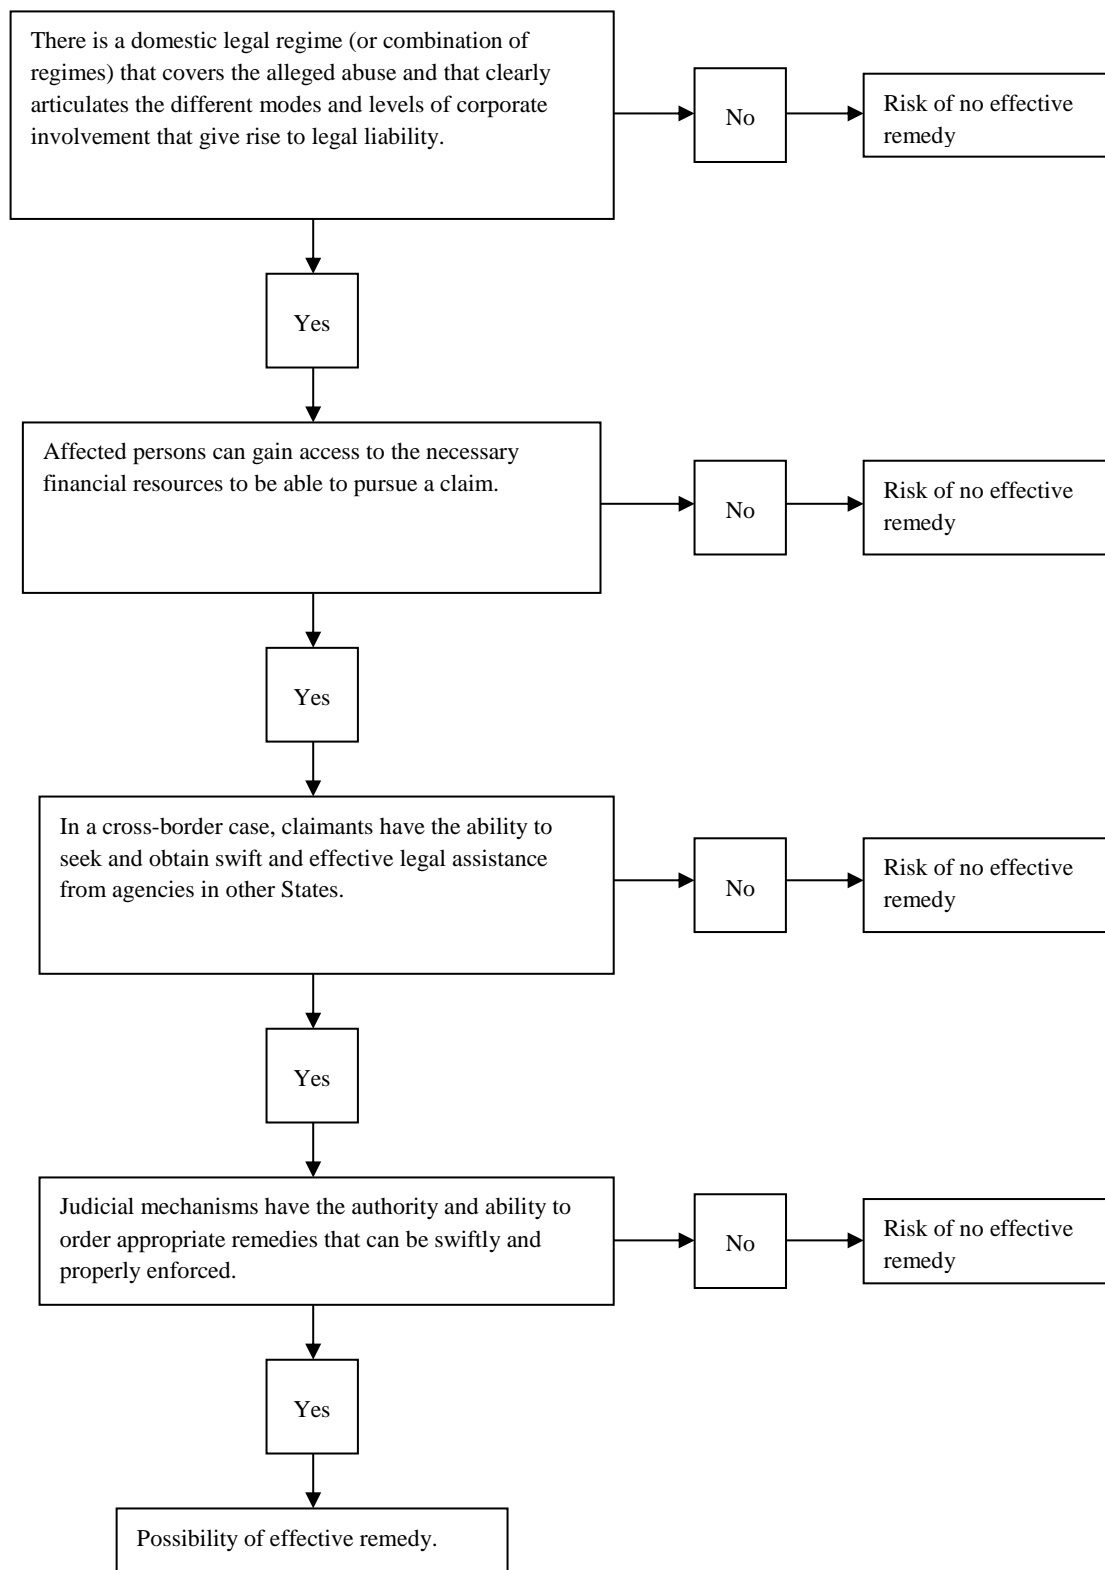 There is a domestic legal regime (or combination of
regimes) that covers the alleged abuse and that clearly
articulates the different modes and levels of corporate
involvement that give rise to legal liability.
No
Risk of no effective
remedy
Yes
Affected persons can gain access to the necessary
financial resources to be able to pursue a claim.
No
Risk of no effective
remedy
Yes
In a cross-border case, claimants have the ability to
seek and obtain swift and effective legal assistance
from agencies in other States.
No
Risk of no effective
remedy
Yes
Judicial mechanisms have the authority and ability to
order appropriate remedies that can be swiftly and
properly enforced.
No
Risk of no effective
remedy
Yes
Possibility of effective remedy.